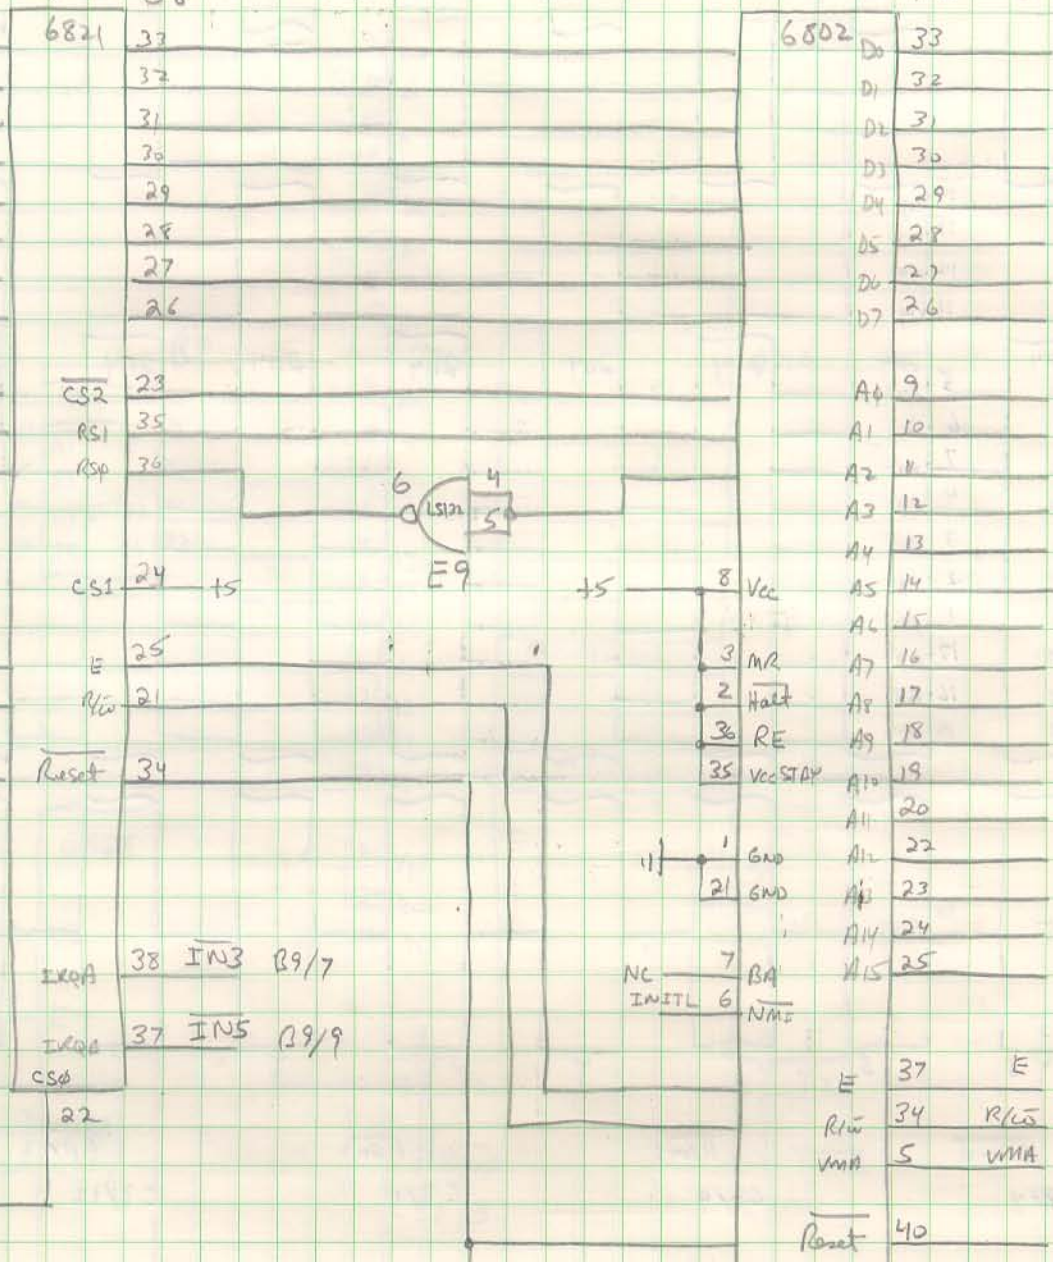 6821 33 6802 D0 33
32 D1 32
31 D2 31
30 D3 30
29 D4 29
28 D5 28
27 D6 27
26 D7 26
CS2 23 A0 9
RS1 35 A1 10
RS0 36 6 4 A2 11
LS132 5 A3 12
E9 A4 13
CS1 24 +5 +5 8 Vcc A5 14
A6 15
E 25 3 MR A7 16
R/W 21 2 Halt A8 17
36 RE A9 18
Reset 34 35 Vcc STBY A10 19
A11 20
1 GND A12 22
21 GND A13 23
A14 24
IRQA 38 IN3 B9/7 NC 7 BA A15 25
INITL 6 NMI
IRQB 37 IN5 B9/9
CS0 E 37 E
22 R/W 34 R/W
VMA 5 VMA
Reset 40